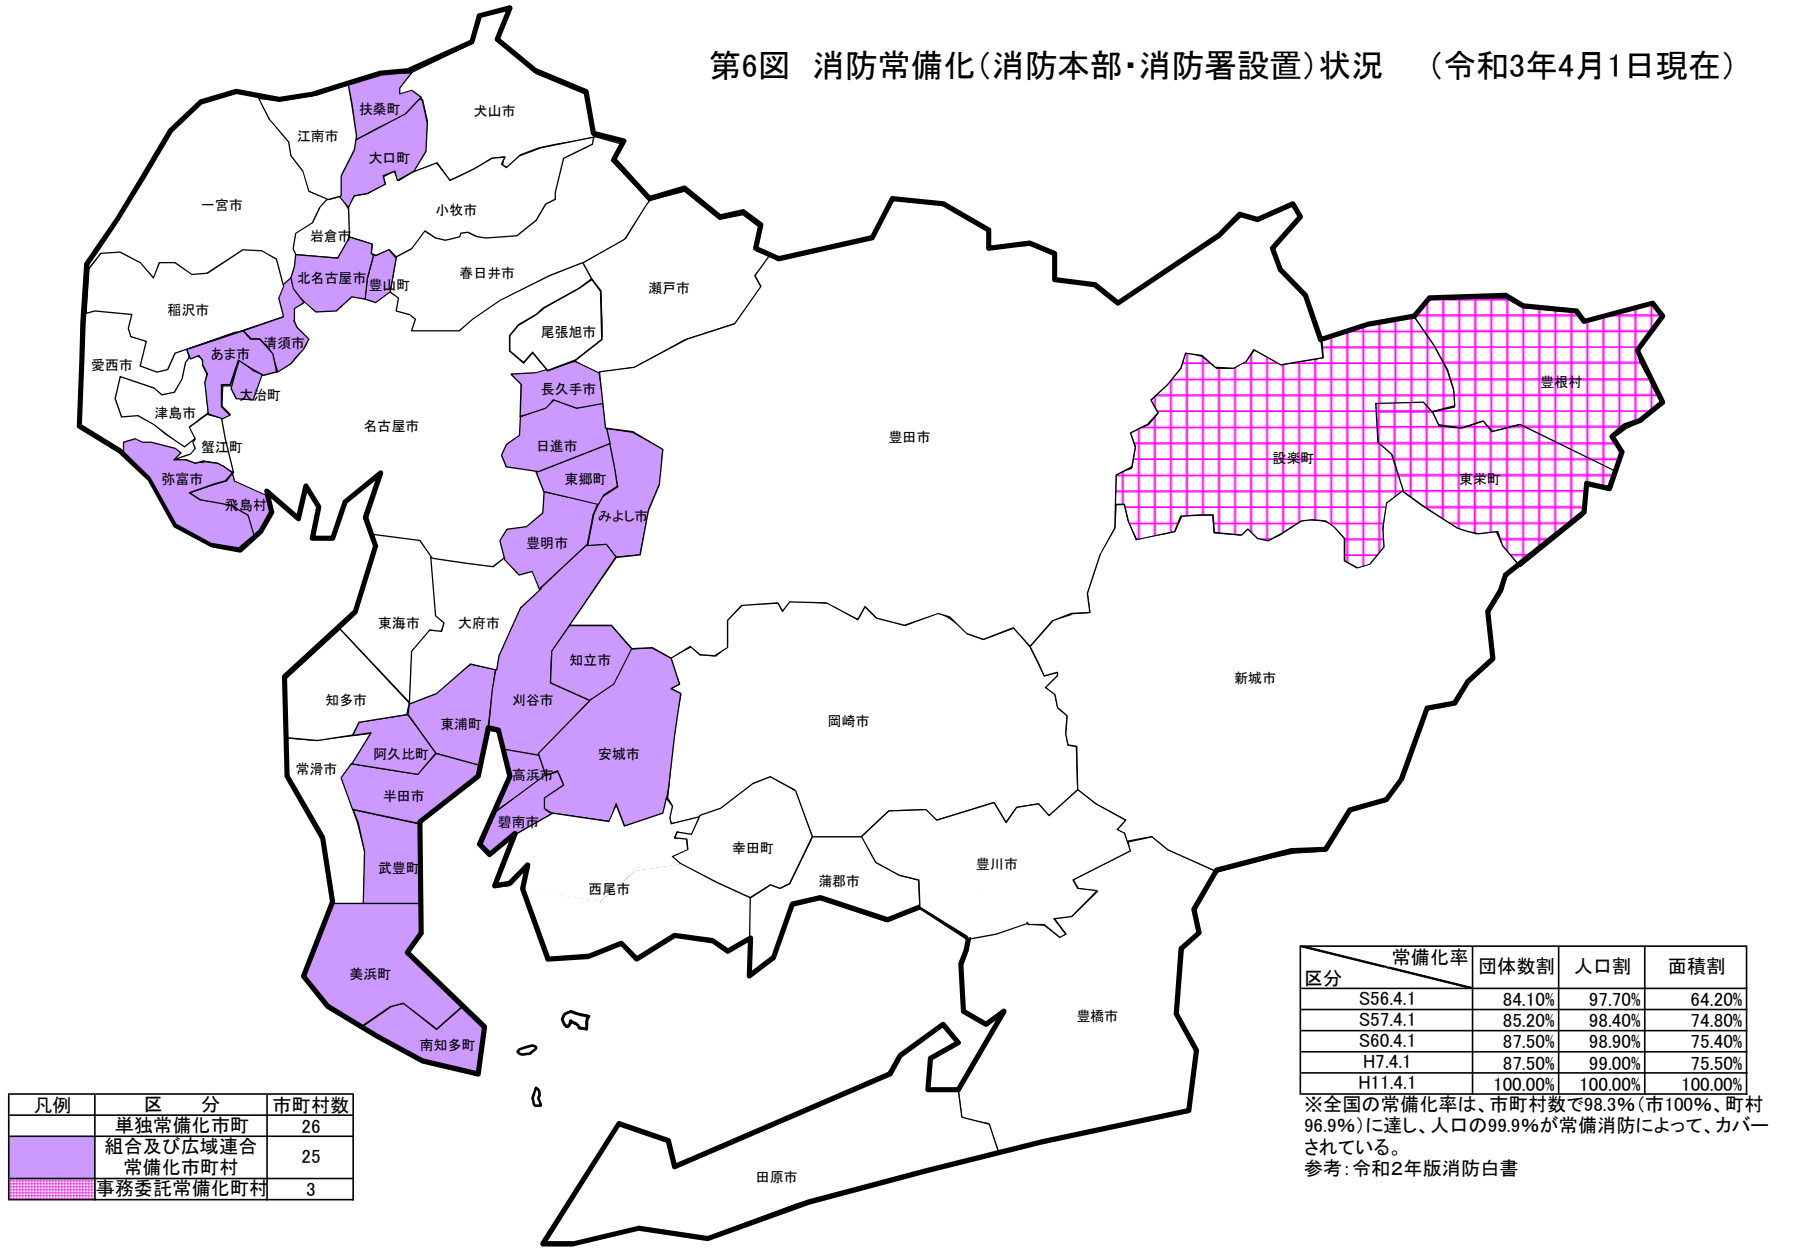 第6図 消防常備化(消防本部・消防署設置)状況 (令和3年4月1日現在)
扶桑町
犬山市
江南市
大口町
一宮市
小牧市
岩倉市
北名古屋市
豊山町
春日井市
瀬戸市
稲沢市
尾張旭市
清須市
あま市
愛西市
大治町
長久手市
豊根村
津島市
名古屋市
豊田市
蟹江町
日進市
設楽町
弥富市
東郷町
東栄町
飛島村
みよし市
豊明市
東海市
大府市
知立市
新城市
知多市
刈谷市
東浦町
岡崎市
阿久比町
安城市
常滑市
高浜市
半田市
碧南市
幸田町
豊川市
武豊町
西尾市
蒲郡市
美浜町
豊橋市
南知多町
田原市
常備化率
区分 団体数割 人口割 面積割
S56.4.1 84.10% 97.70% 64.20%
S57.4.1 85.20% 98.40% 74.80%
S60.4.1 87.50% 98.90% 75.40%
H7.4.1 87.50% 99.00% 75.50%
H11.4.1 100.00% 100.00% 100.00%
※全国の常備化率は、市町村数で98.3%(市100%、町村
96.9%)に達し、人口の99.9%が常備消防によって、カバー
されている。
参考:令和2年版消防白書
凡例 区 分 市町村数
単独常備化市町 26
組合及び広域連合
常備化市町村 25
事務委託常備化町村 3